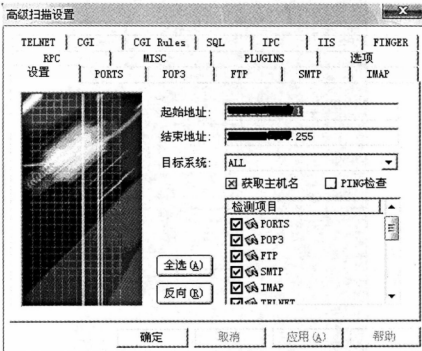 高级扫描设置
TELNET CGI CGI Rules SQL IPC IIS FINGER
RPC MISC PLUGINS 选项
设置 PORTS POP3 FTP SMTP IMAP
起始地址: 1
结束地址: .255
目标系统: ALL
获取主机名 PING检查
检测项目
PORTS
POP3
FTP
SMTP
IMAP
TELNET
全选(A)
反向(R)
确定 取消 应用(A) 帮助